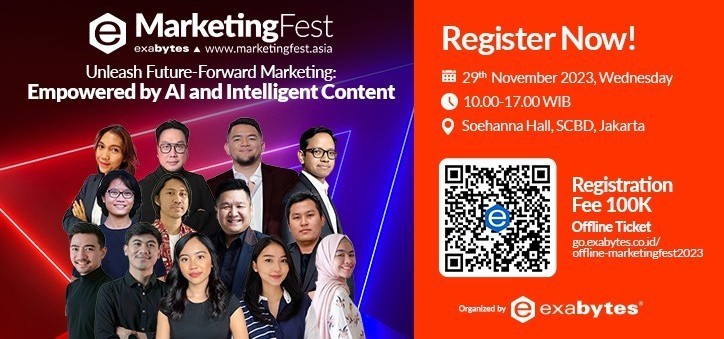 e MarketingFest
exabytes ▲ www.marketingfest.asia
Unleash Future-Forward Marketing:
Empowered by AI and Intelligent Content
Register Now!
29th November 2023, Wednesday
10.00-17.00 WIB
Soehanna Hall, SCBD, Jakarta
e
Registration
Fee 100K
Offline Ticket
go.exabytes.co.id/
offline-marketingfest2023
Organized by e exabytes®